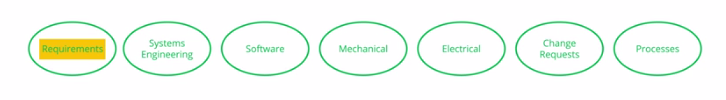 Requirements
Systems
Engineering
Software
Mechanical
Electrical
Change
Requests
Processes